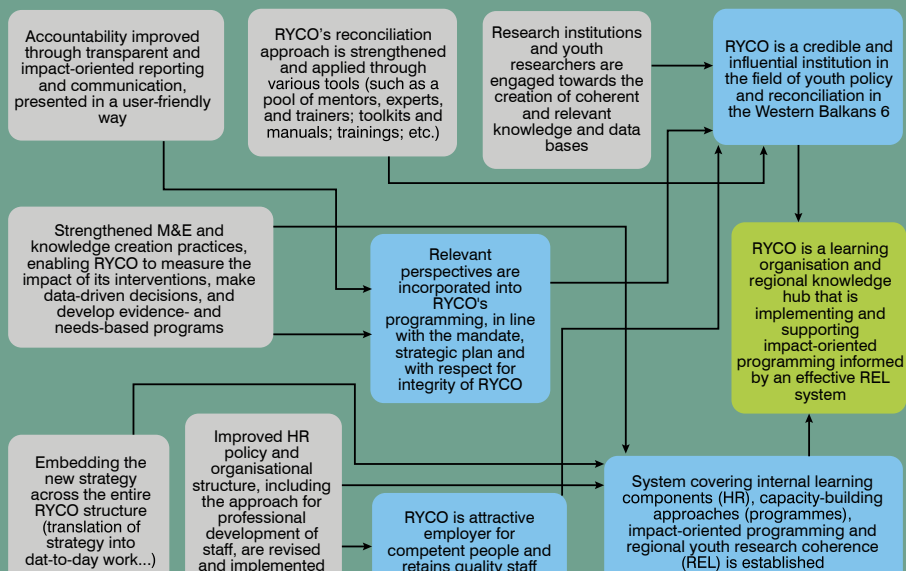 Accountability improved
through transparent and
impact-oriented reporting
and communication,
presented in a user-friendly
way
RYCO's reconciliation
approach is strengthened
and applied through
various tools (such as a
pool of mentors, experts,
and trainers; toolkits and
manuals; trainings; etc.)
Research institutions
and youth
researchers are
engaged towards the
creation of coherent
and relevant
knowledge and data
bases
RYCO is a credible and
influential institution in
the field of youth policy
and reconciliation in
the Western Balkans 6
Strengthened M&E and
knowledge creation practices,
enabling RYCO to measure the
impact of its interventions, make
data-driven decisions, and
develop evidence- and
needs-based programs
Relevant
perspectives are
incorporated into
RYCO's
programming, in line
with the mandate,
strategic plan and
with respect for
integrity of RYCO
RYCO is a learning
organisation and
regional knowledge
hub that is
implementing and
supporting
impact-oriented
programming informed
by an effective REL
system
Embedding the
new strategy
across the entire
RYCO structure
(translation of
strategy into
dat-to-day work...)
Improved HR
policy and
organisational
structure, including
the approach for
professional
development of
staff, are revised
and implemented
RYCO is attractive
employer for
competent people and
retains quality staff
System covering internal learning
components (HR), capacity-building
approaches (programmes),
impact-oriented programming and
regional youth research coherence
(REL) is established